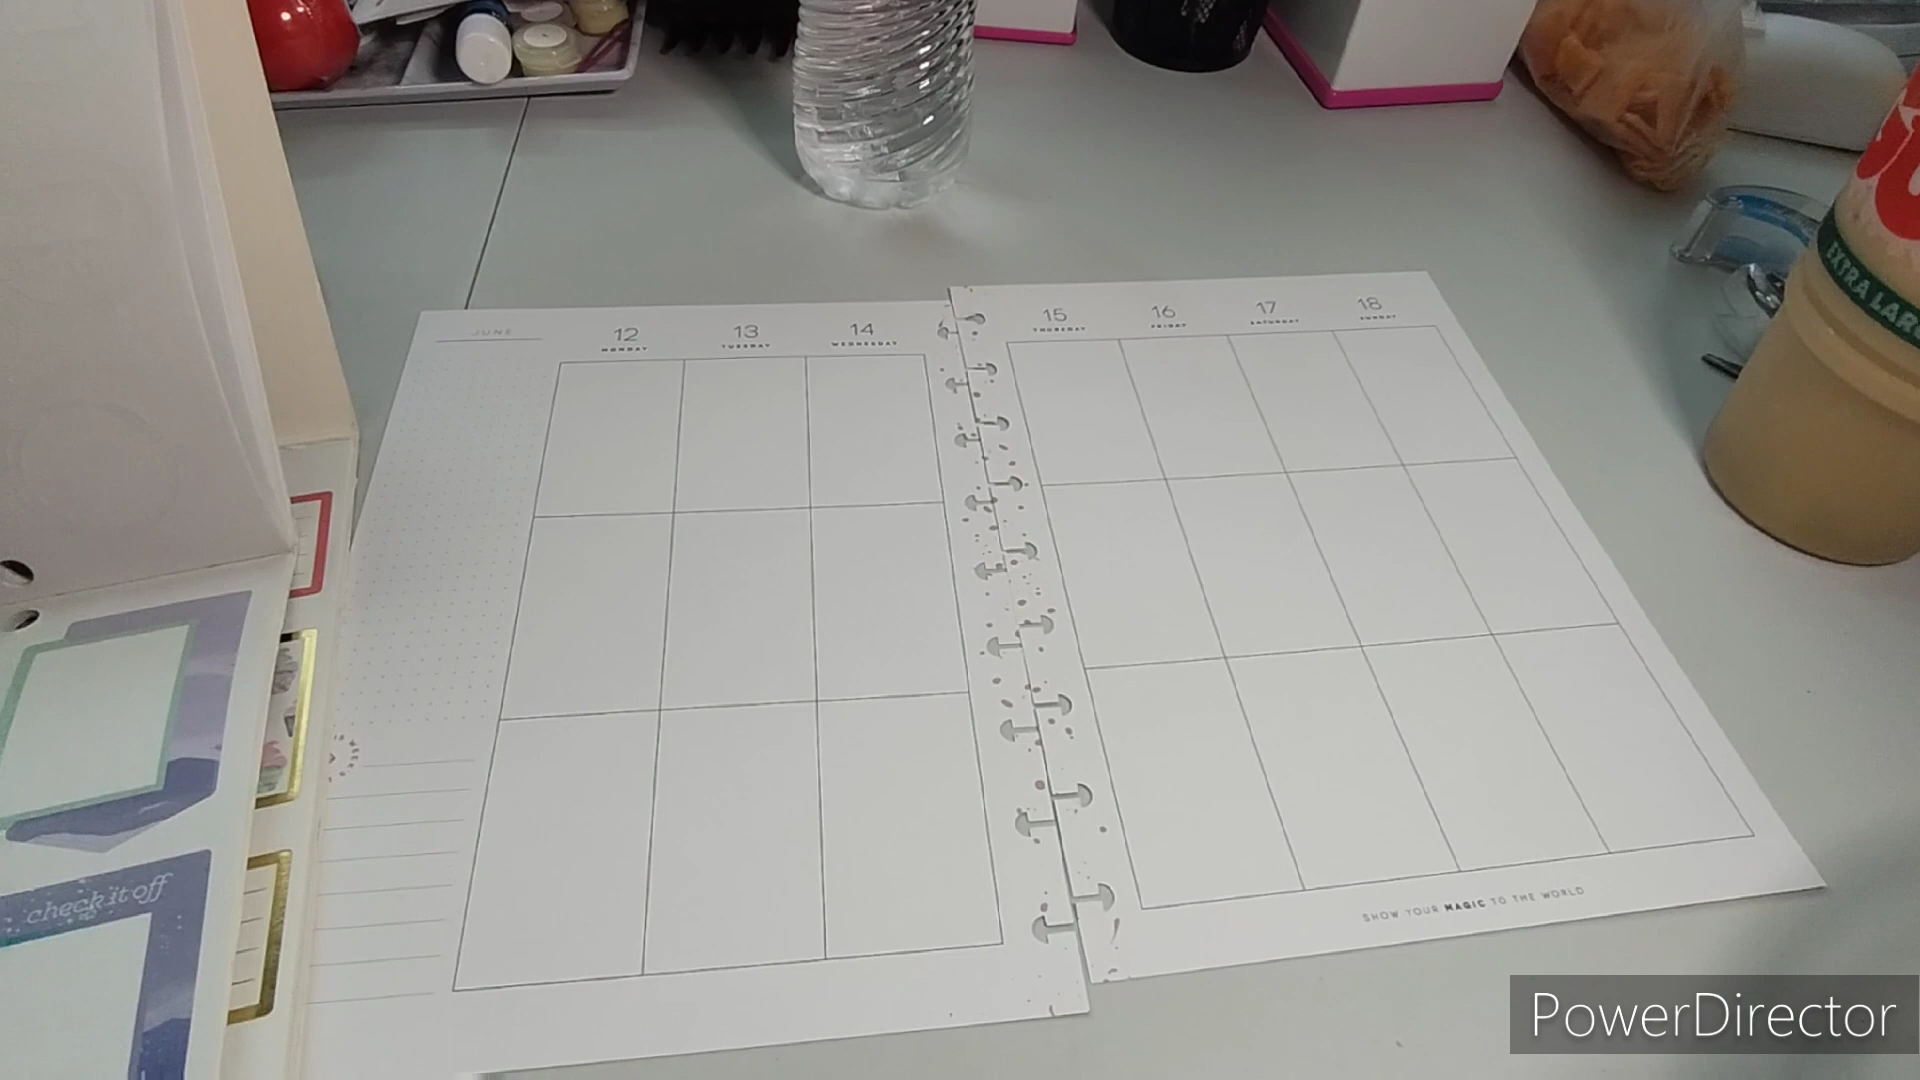 JUNE
12
MONDAY
13
TUESDAY
14
WEDNESDAY
15
THURSDAY
16
FRIDAY
17
SATURDAY
18
SUNDAY
EXTRA LARG
check it off
SHOW YOUR MAGIC TO THE WORLD
PowerDirector